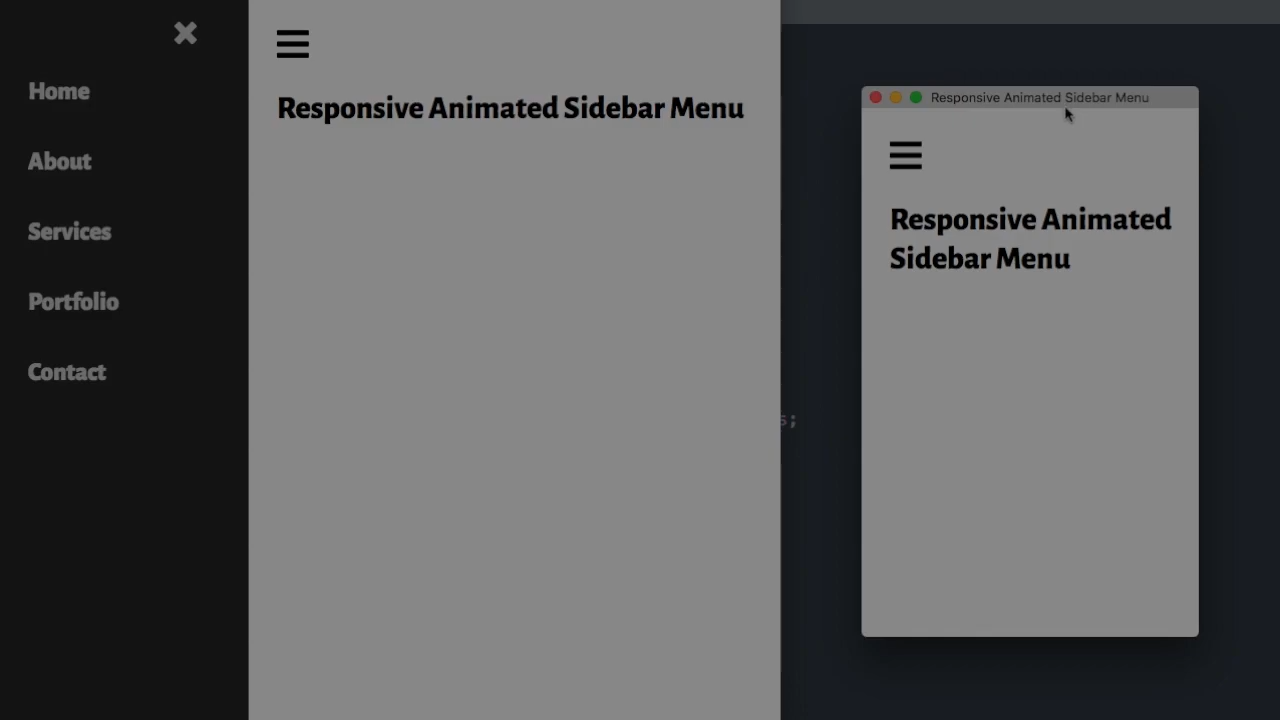 Home
About
Services
Portfolio
Contact
Responsive Animated Sidebar Menu
s;
Responsive Animated Sidebar Menu
Responsive Animated
Sidebar Menu